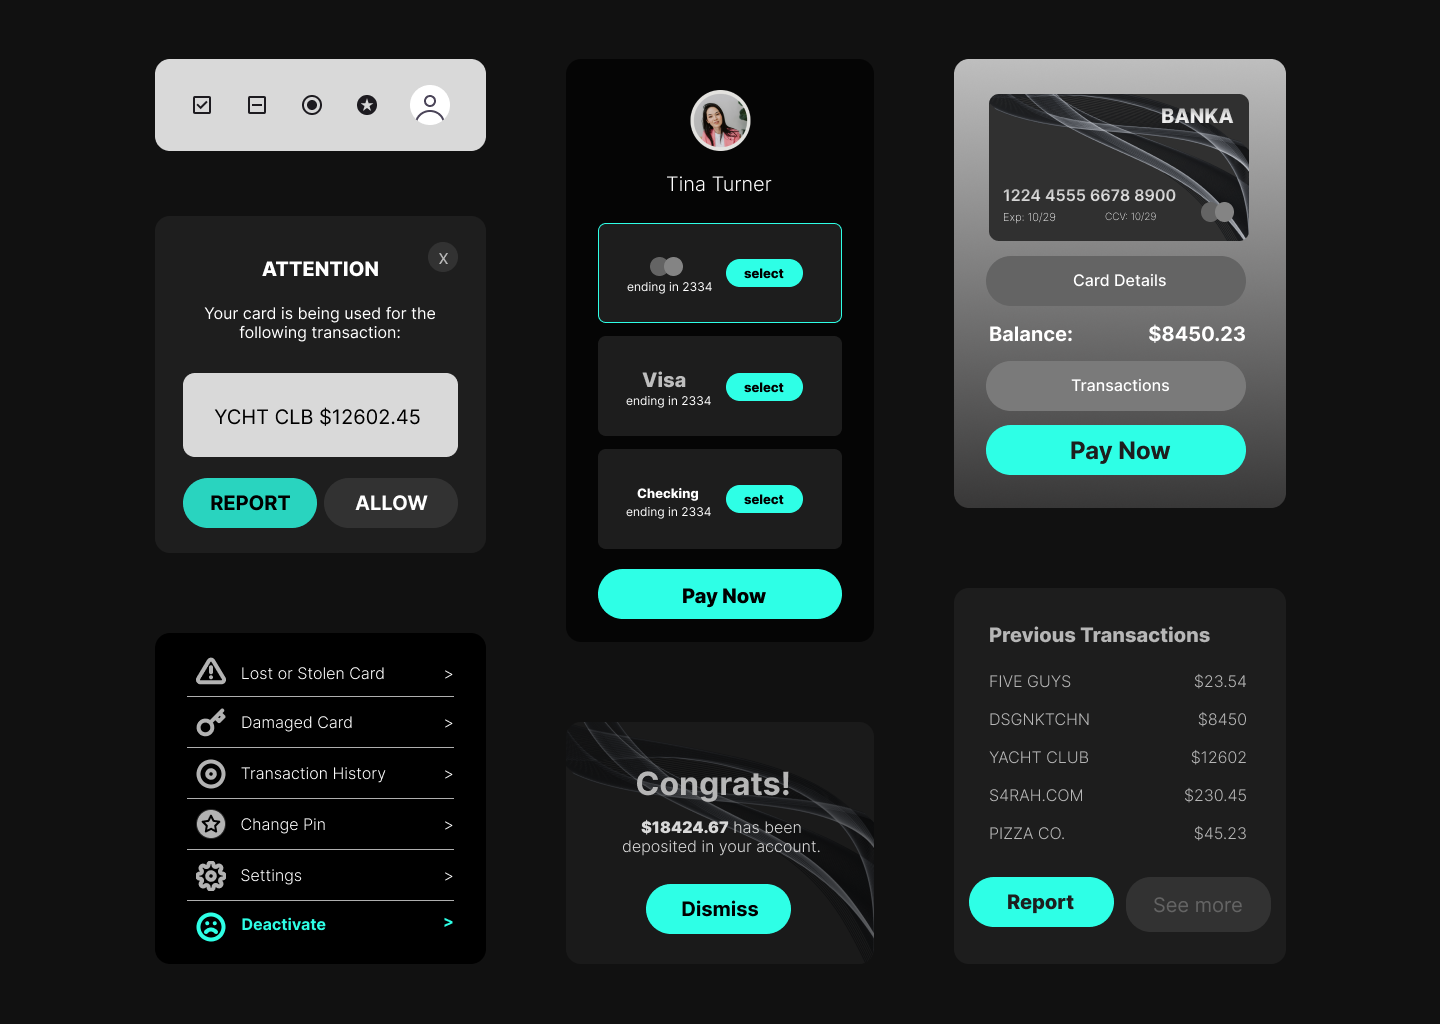 ATTENTION
X
Your card is being used for the
following transaction:
YCHT CLB $12602.45
REPORT
ALLOW
Lost or Stolen Card >
Damaged Card >
Transaction History >
Change Pin >
Settings >
Deactivate >
Tina Turner
ending in 2334
select
Visa
ending in 2334
select
Checking
ending in 2334
select
Pay Now
Congrats!
$18424.67 has been
deposited in your account.
Dismiss
BANKA
1224 4555 6678 8900
Exp: 10/29 CCV: 10/29
Card Details
Balance: $8450.23
Transactions
Pay Now
Previous Transactions
FIVE GUYS $23.54
DSGNKTCHN $8450
YACHT CLUB $12602
S4RAH.COM $230.45
PIZZA CO. $45.23
Report
See more